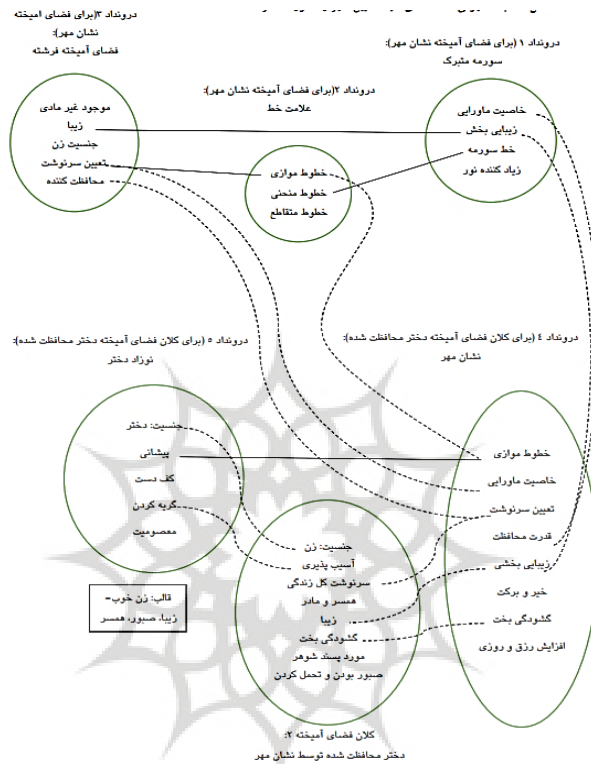 درونداد ۳(برای فضای آمیخته
نشان مهر):
فضای آمیخته فرشته
موجود غیر مادی
زیبا
جنسیت زن
تعیین سرنوشت
محافظت کننده
درونداد ۲(برای فضای آمیخته نشان مهر):
علامت خط
خطوط موازی
خطوط منحنی
خطوط متقاطع
درونداد ۱ (برای فضای آمیخته نشان مهر):
سورمه متبرک
خاصیت ماورایی
زیبایی بخش
خط سورمه
زیاد کننده نور
درونداد ۵ (برای کلان فضای آمیخته دختر محافظت شده):
نوزاد دختر
جنسیت: دختر
پیشانی
کف دست
گریه کردن
معصومیت
درونداد ٤ (برای کلان فضای آمیخته دختر محافظت شده):
نشان مهر
خطوط موازی
خاصیت ماورایی
تعیین سرنوشت
قدرت محافظت
زیبایی بخشی
خیر و برکت
گشودگی بخت
افزایش رزق و روزی
جنسیت: زن
آسیب پذیری
سرنوشت کل زندگی
همسر و مادر
زیبا
گشودگی بخت
مورد پسند شوهر
صبور بودن و تحمل کردن
قالب: زن خوب-
زیبا، صبور، همسر
کلان فضای آمیخته ۲:
دختر محافظت شده توسط نشان مهر